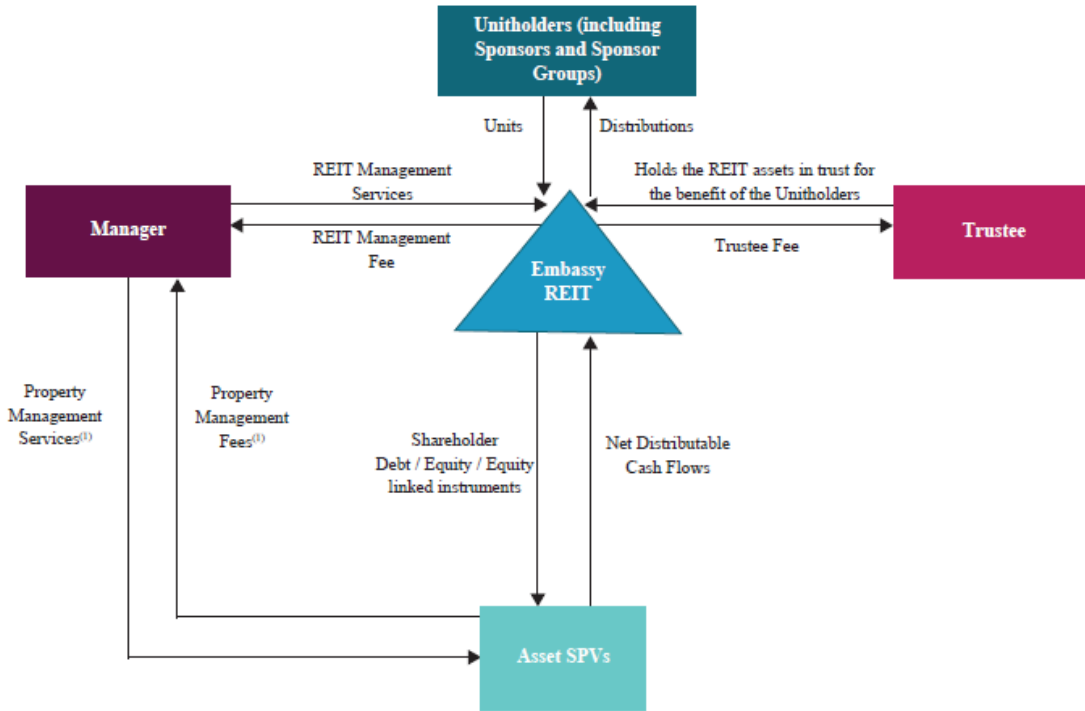 Unitholders (including
Sponsors and Sponsor
Groups)
Units
Distributions
REIT Management
Services
Holds the REIT assets in trust for
the benefit of the Unitholders
Manager
REIT Management
Fee
Embassy
REIT
Trustee Fee
Trustee
Property
Management
Services(1)
Property
Management
Fees(1)
Shareholder
Debt / Equity / Equity
linked instruments
Net Distributable
Cash Flows
Asset SPVs